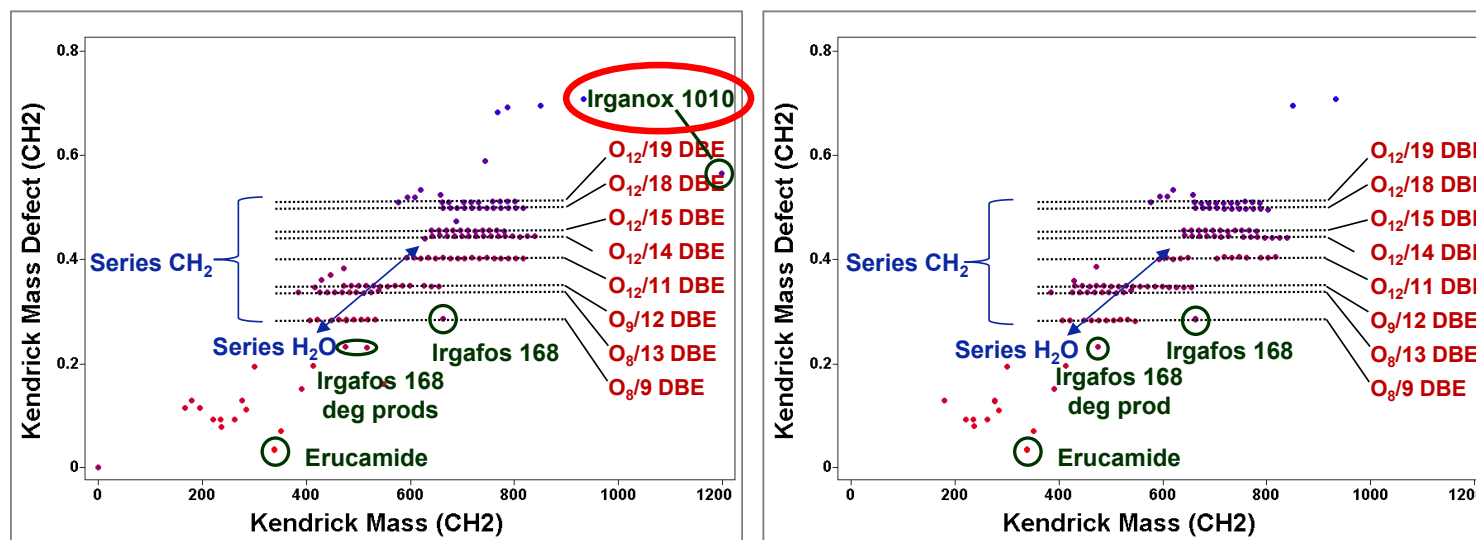 Kendrick Mass Defect (CH2)
0.8
0.6
0.4
0.2
0
0
200
400
600
800
1000
1200
Kendrick Mass (CH2)
Irganox 1010
O₁₂/19 DBE
O₁₂/18 DBE
O₁₂/15 DBE
O₁₂/14 DBE
O₁₂/11 DBE
O₉/12 DBE
O₈/13 DBE
O₈/9 DBE
Series CH₂
Series H₂O
Irgafos 168
Irgafos 168
deg prods
Erucamide
Kendrick Mass Defect (CH2)
0.8
0.6
0.4
0.2
0
0
200
400
600
800
1000
1200
Kendrick Mass (CH2)
O₁₂/19 DBE
O₁₂/18 DBE
O₁₂/15 DBE
O₁₂/14 DBE
O₁₂/11 DBE
O₉/12 DBE
O₈/13 DBE
O₈/9 DBE
Series CH₂
Series H₂O
Irgafos 168
Irgafos 168
deg prod
Erucamide